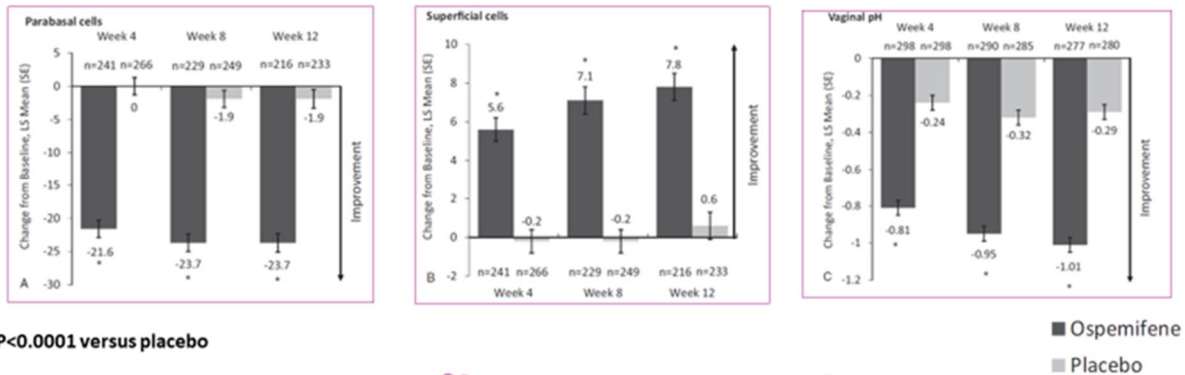 Parabasal cells
Week 4 Week 8 Week 12
n=241 n=266 n=229 n=249 n=216 n=233
Change from Baseline, LS Mean (SE)
5
0
-5
-10
-15
-20
-25
-30
0
-1.9
-1.9
-21.6
*
-23.7
*
-23.7
*
Improvement
A
Superficial cells
Change from Baseline, LS Mean (SE)
10
8
6
4
2
0
-2
*
5.6
-0.2
*
7.1
-0.2
*
7.8
0.6
Improvement
B
n=241 n=266 n=229 n=249 n=216 n=233
Week 4 Week 8 Week 12
Vaginal pH
Week 4 Week 8 Week 12
n=298 n=298 n=290 n=285 n=277 n=280
Change from Baseline, LS Mean (SE)
0
-0.2
-0.4
-0.6
-0.8
-1
-1.2
-0.24
-0.32
-0.29
-0.81
*
-0.95
*
-1.01
*
Improvement
C
P<0.0001 versus placebo
Ospemifene
Placebo